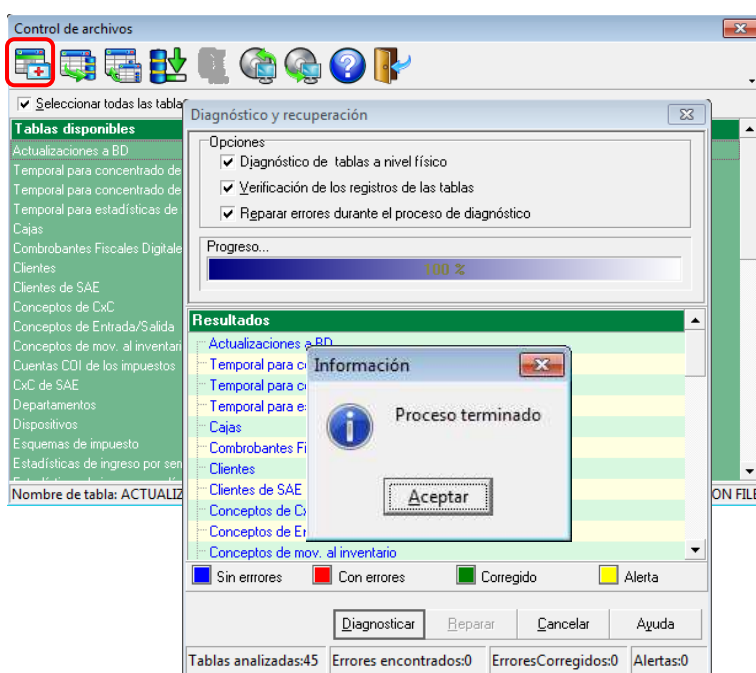 Control de archivos
Seleccionar todas las tabla
Tablas disponibles
Actualizaciones a BD
Temporal para concentrado de
Temporal para concentrado de
Temporal para estadísticas de
Cajas
Combrobantes Fiscales Digitale
Clientes
Clientes de SAE
Conceptos de CxC
Conceptos de Entrada/Salida
Conceptos de mov. al inventari
Cuentas COI de los impuestos
CxC de SAE
Departamentos
Dispositivos
Esquemas de impuesto
Estadísticas de ingreso por sem
Nombre de tabla: ACTUALIZ
ON FILE
Diagnóstico y recuperación
Opciones
Diagnóstico de tablas a nivel físico
Verificación de los registros de las tablas
Reparar errores durante el proceso de diagnóstico
Progreso...
100 %
Resultados
Actualizaciones a BD
Temporal para c
Temporal para c
Temporal para e
Cajas
Combrobantes Fi
Clientes
Clientes de SAE
Conceptos de Cx
Conceptos de En
Conceptos de mov. al inventario
Información
Proceso terminado
Aceptar
Sin errrores Con errores Corregido Alerta
Diagnosticar Reparar Cancelar Ayuda
Tablas analizadas:45 Errores encontrados:0 ErroresCorregidos:0 Alertas:0